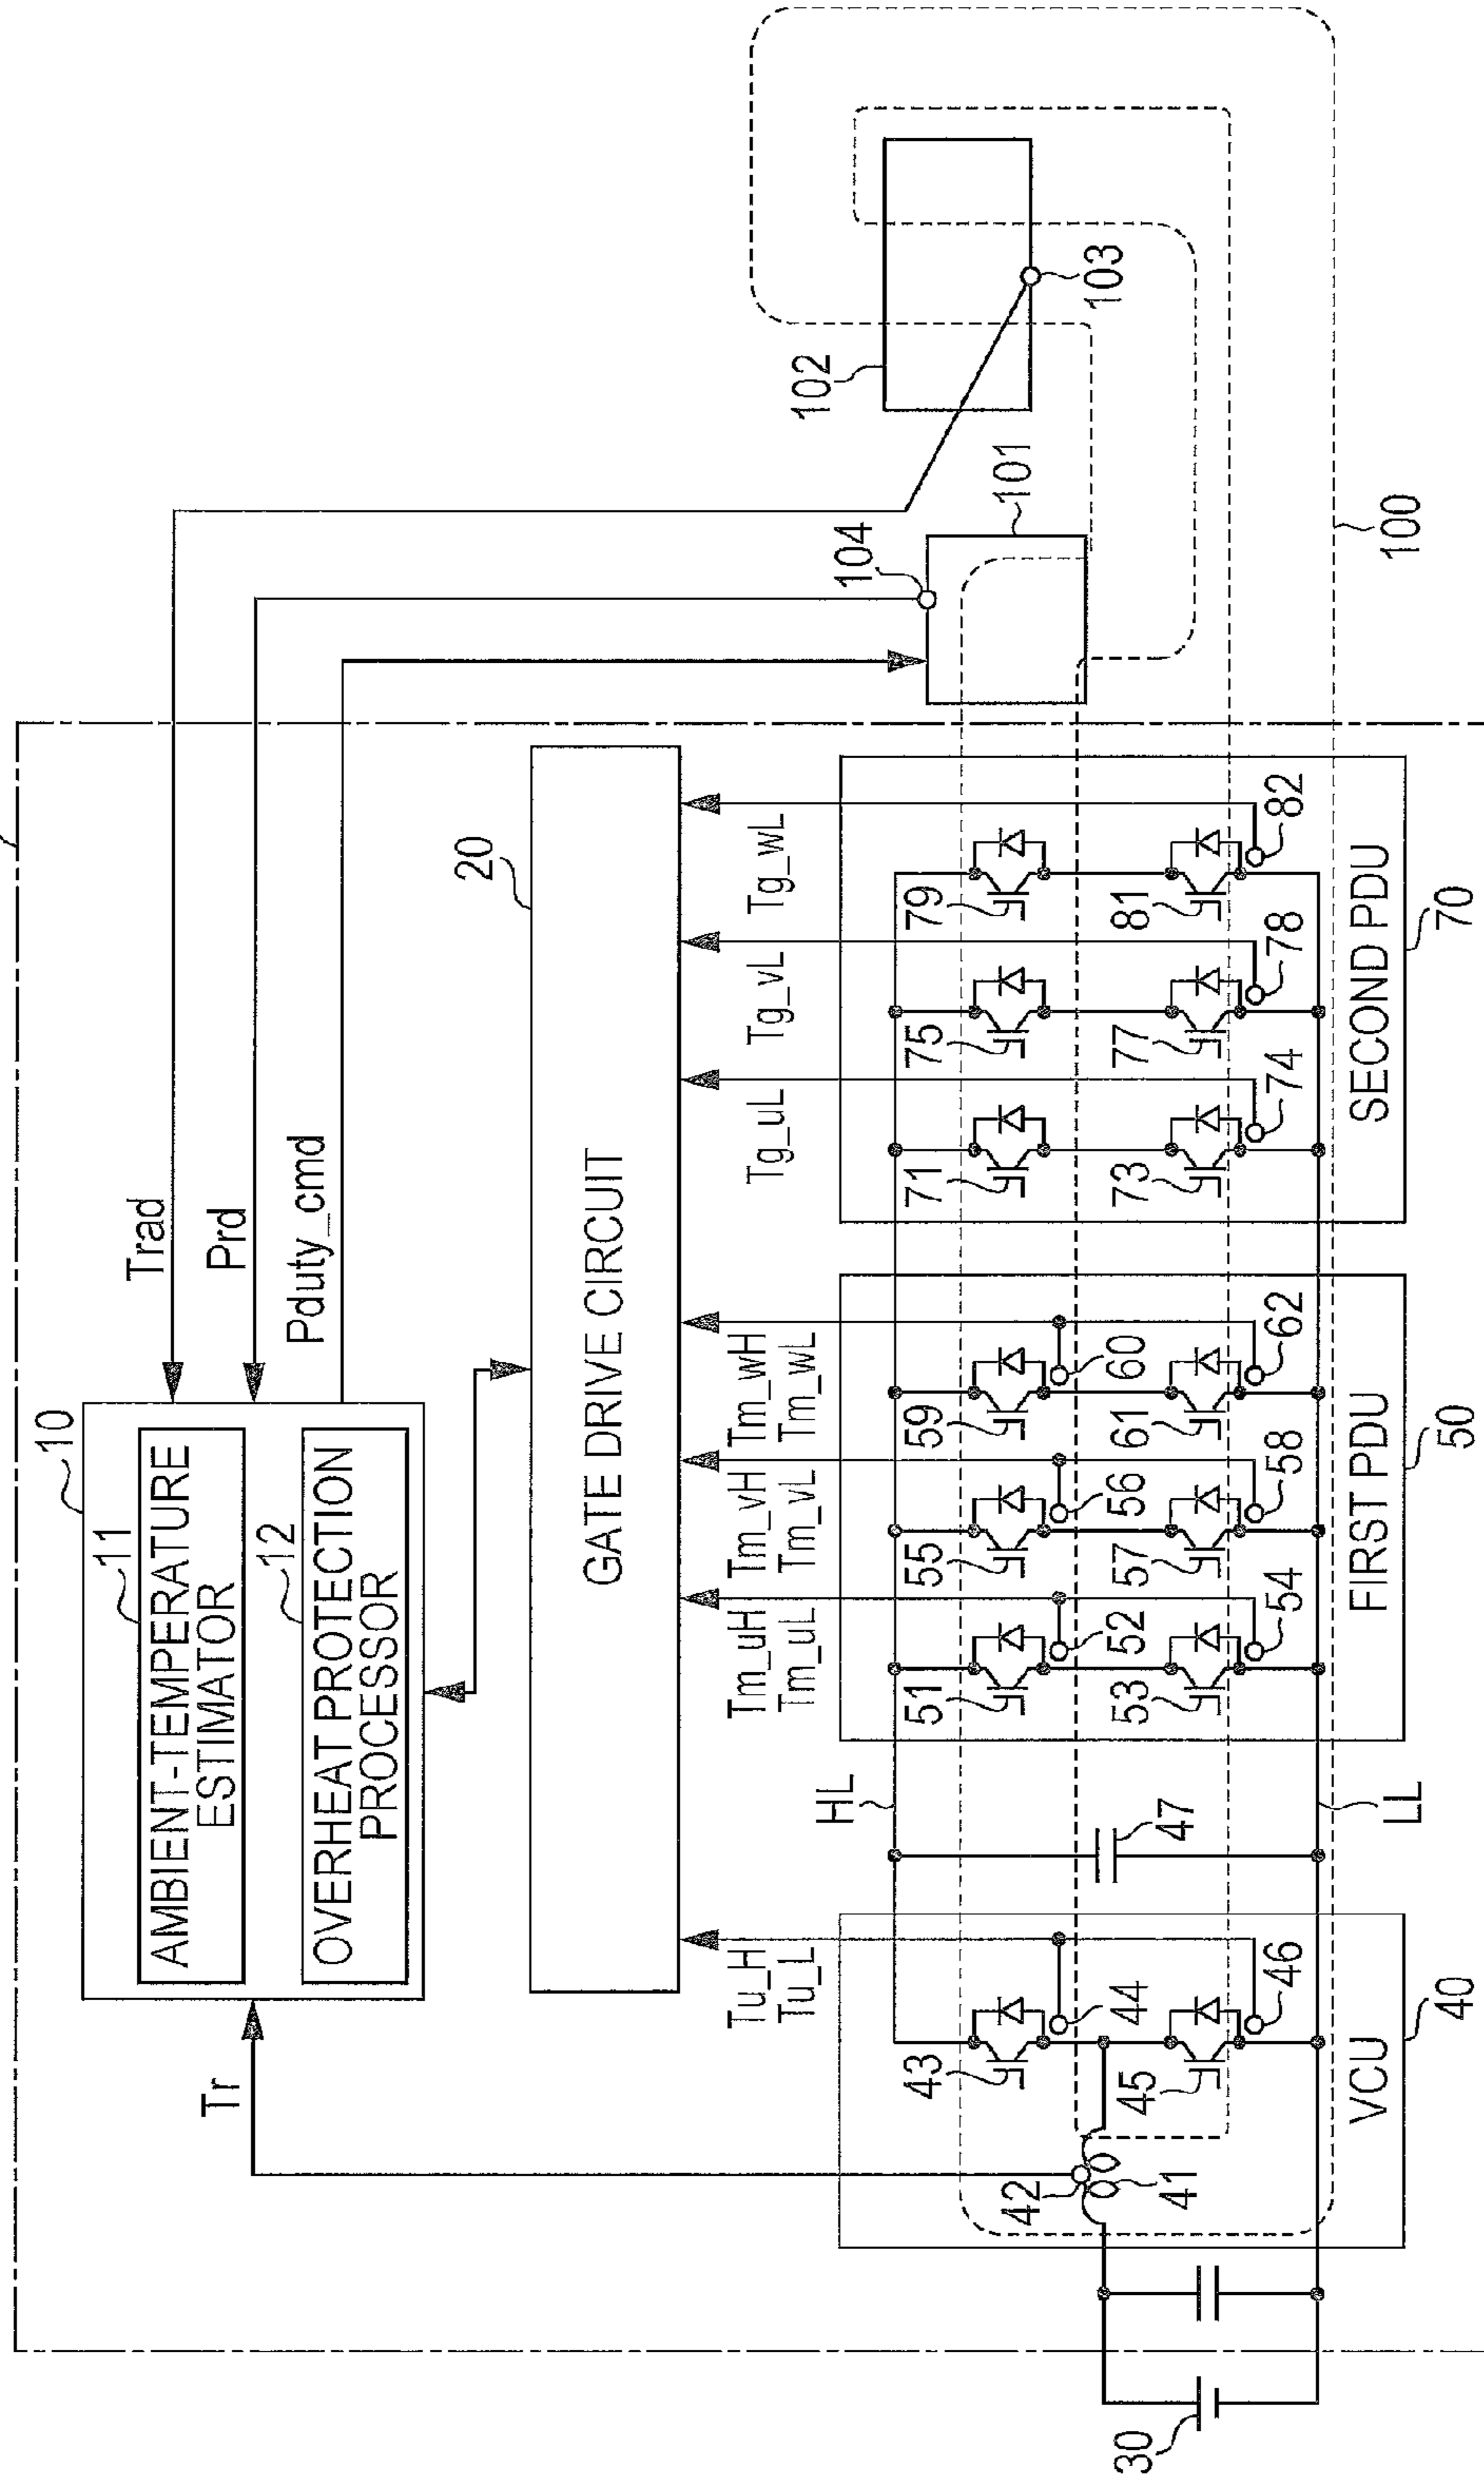 10
11
AMBIENT-TEMPERATURE
ESTIMATOR
12
OVERHEAT PROTECTION
PROCESSOR
Tr
Trad
Prd
Pduty_cmd
20
GATE DRIVE CIRCUIT
104
101
102
103
100
Tu_H
Tu_L
Tm_uH
Tm_uL
Tm_vH
Tm_vL
Tm_wH
Tm_wL
Tg_uL
Tg_vL
Tg_wL
30
42
41
43
44
45
46
VCU
40
HL
47
LL
51
52
53
54
55
56
57
58
59
60
61
62
FIRST PDU
50
71
73
74
75
77
78
79
81
82
SECOND PDU
70